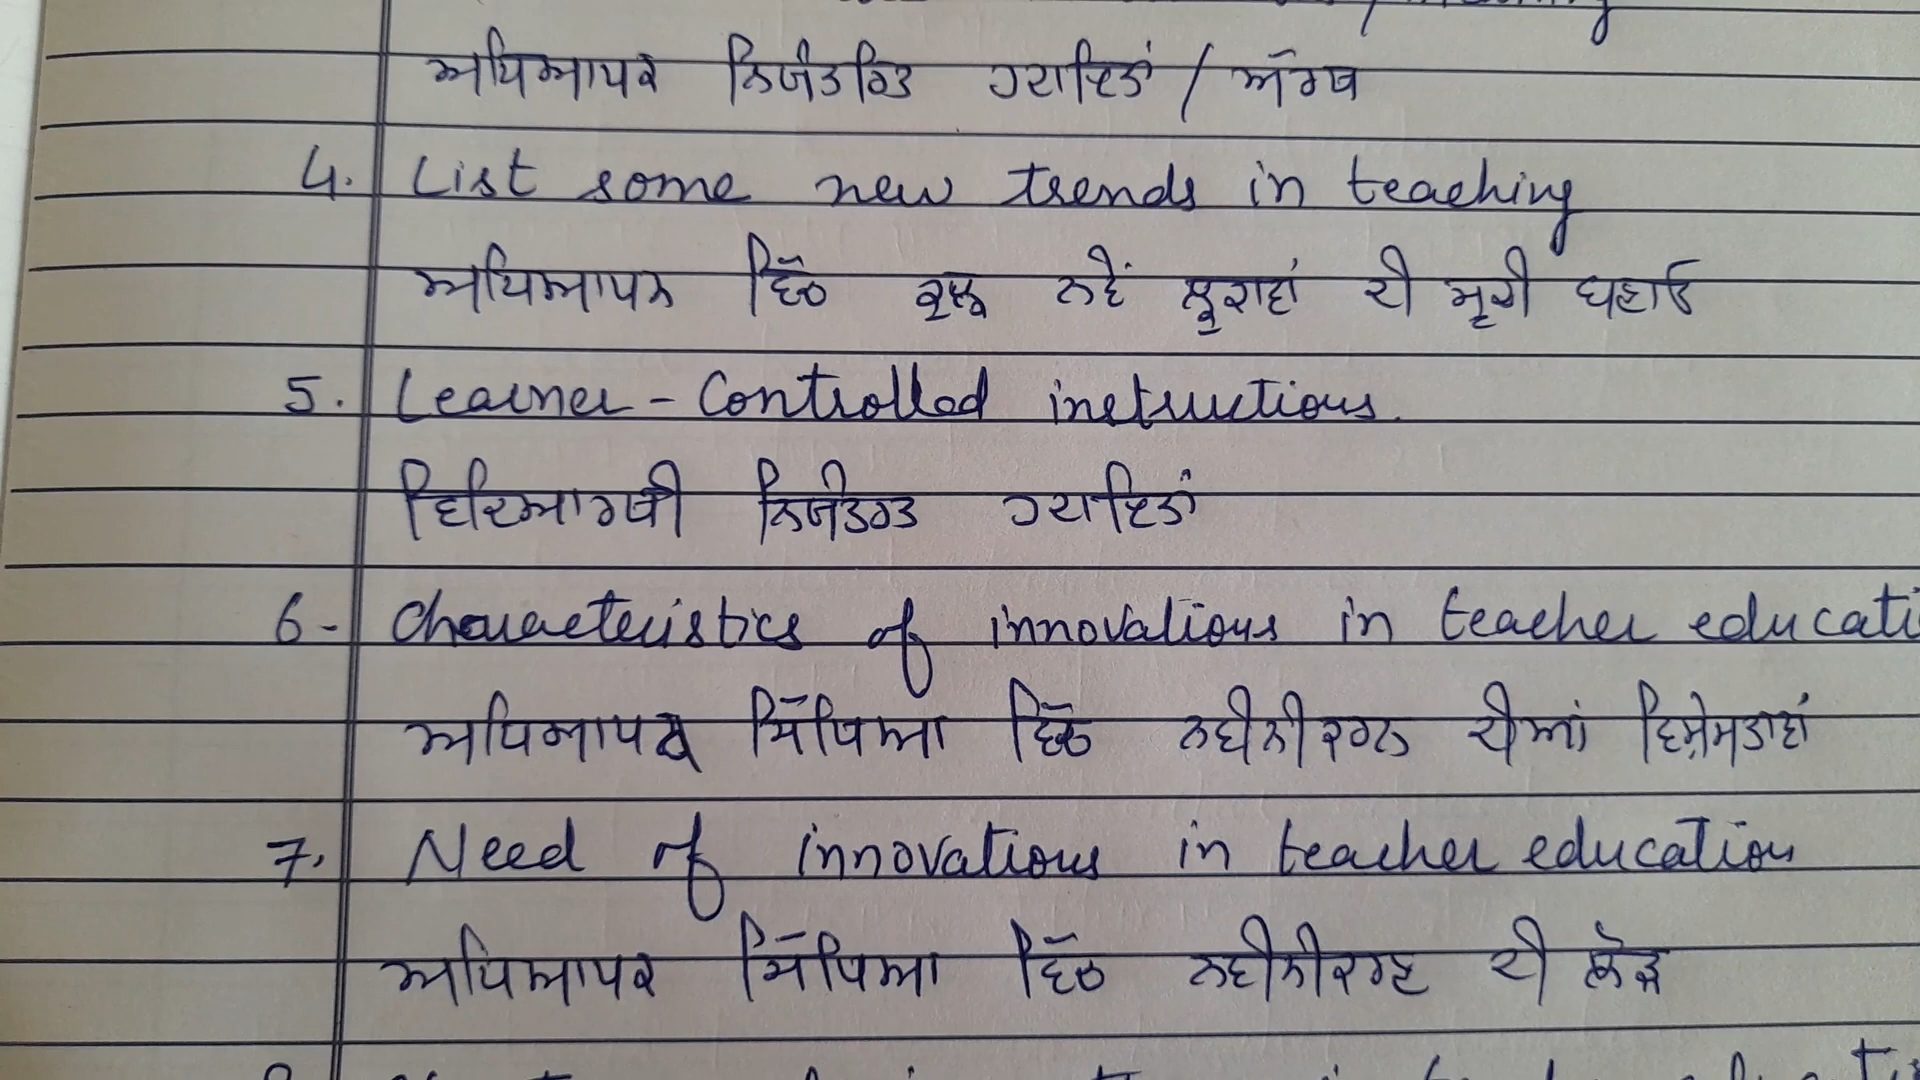 ਅਧਿਆਪਕ ਨਿਯੰਤਰਿਤ ਹਦਾਇਤਾਂ / ਅੰਗਖ
4. List some new trends in teaching
ਅਧਿਆਪਨ ਵਿੱਚ ਕੁਝ ਨਵੇਂ ਦੀ ਸੂਚੀ ਬਣਾਓ
5. Learner-Controlled instructions.
ਵਿਦਿਆਰਥੀ ਨਿਯੰਤਰਤ ਹਦਾਇਤਾਂ
6- Characteristics of innovations in teacher educati
ਅਧਿਆਪਕ ਸਿੱਖਿਆ ਵਿੱਚ ਨਵੀਨੀਕਰਨ ਦੀਆਂ ਵਿਸ਼ੇਸਤਾਵਾਂ
7. Need of innovations in teacher education
ਅਧਿਆਪਕ ਸਿੱਖਿਆ ਵਿੱਚ ਨਵੀਨੀਕਰਣ ਦੀ ਲੋੜ